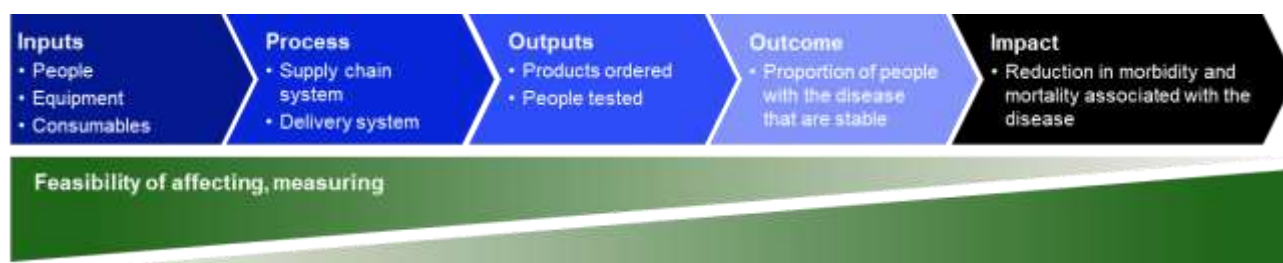 Inputs
• People
• Equipment
• Consumables
Process
• Supply chain
system
• Delivery system
Outputs
• Products ordered
• People tested
Outcome
• Proportion of people
with the disease
that are stable
Impact
• Reduction in morbidity and
mortality associated with the
disease
Feasibility of affecting, measuring